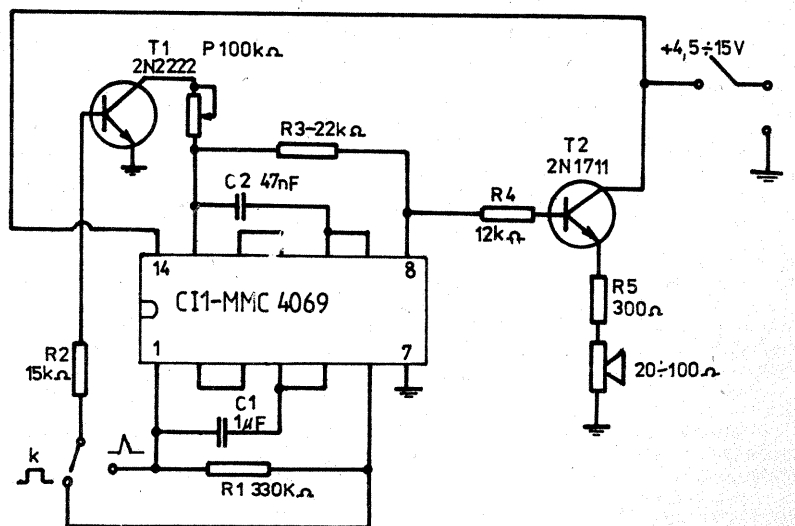 T1
2N2222
P 100kΩ
+4,5÷15V
R3-22kΩ
C2 47nF
T2
2N1711
R4
12kΩ
14
8
CI1-MMC 4069
1
7
R5
300Ω
R2
15kΩ
20÷100Ω
C1
1µF
k
R1 330KΩ